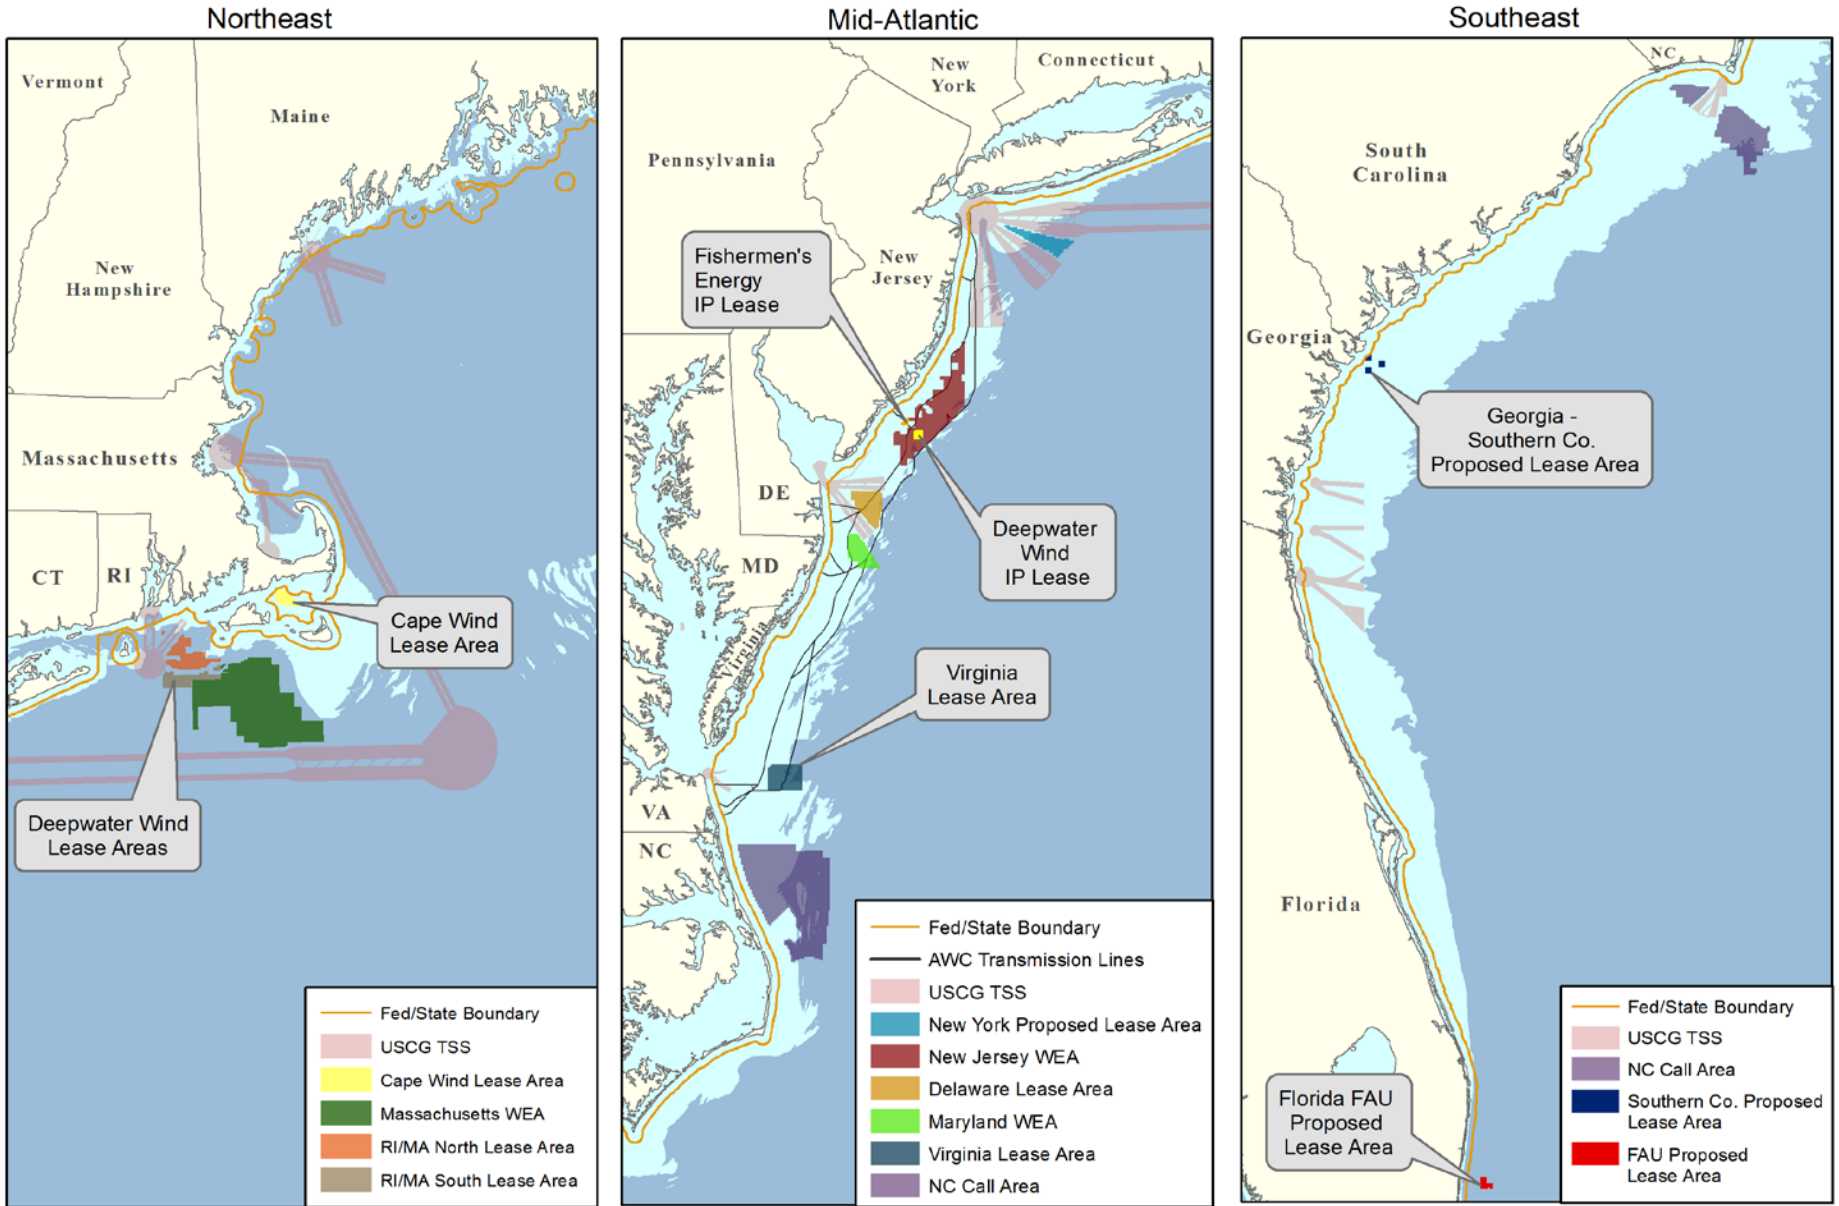 Northeast
Vermont
Maine
New
Hampshire
Massachusetts
CT
RI
Cape Wind
Lease Area
Deepwater Wind
Lease Areas
Fed/State Boundary
USCG TSS
Cape Wind Lease Area
Massachusetts WEA
RI/MA North Lease Area
RI/MA South Lease Area
Mid-Atlantic
New
York
Connecticut
Pennsylvania
Fishermen's
Energy
IP Lease
New
Jersey
DE
MD
Deepwater
Wind
IP Lease
Virginia
Virginia
Lease Area
VA
NC
Fed/State Boundary
AWC Transmission Lines
USCG TSS
New York Proposed Lease Area
New Jersey WEA
Delaware Lease Area
Maryland WEA
Virginia Lease Area
NC Call Area
Southeast
NC
South
Carolina
Georgia
Georgia -
Southern Co.
Proposed Lease Area
Florida
Florida FAU
Proposed
Lease Area
Fed/State Boundary
USCG TSS
NC Call Area
Southern Co. Proposed
Lease Area
FAU Proposed
Lease Area